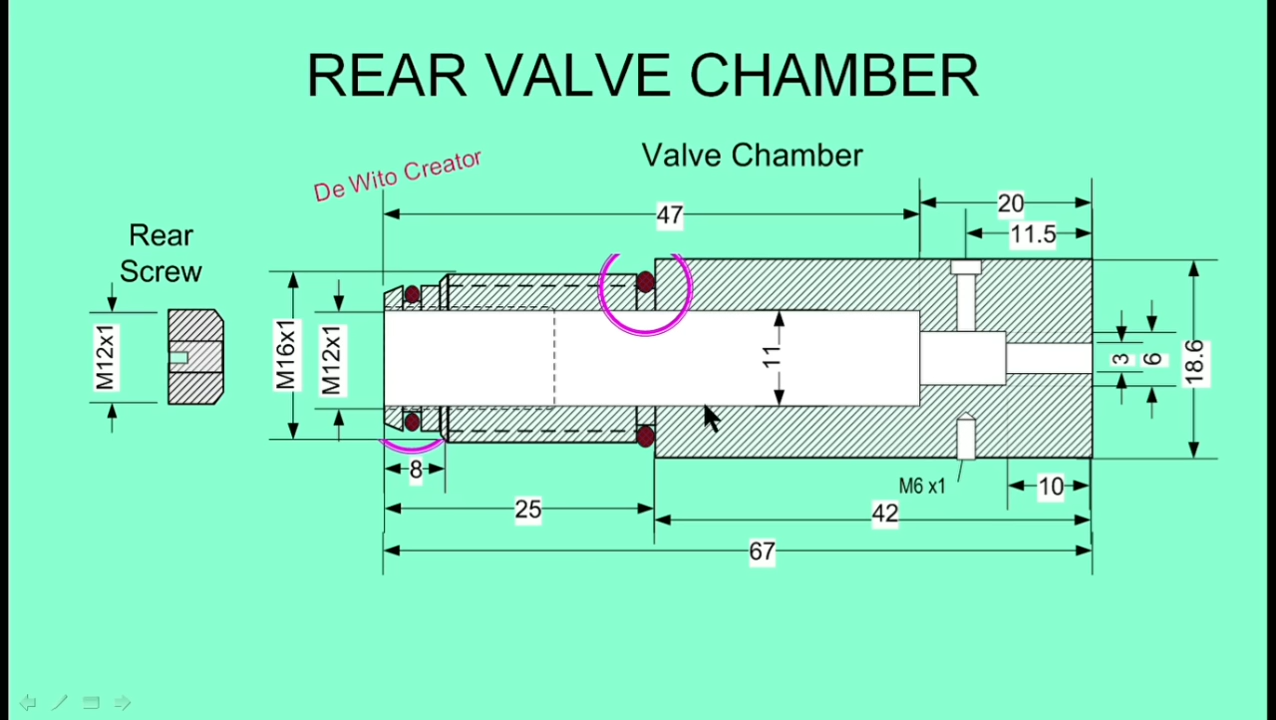 REAR VALVE CHAMBER
De Wito Creator
Valve Chamber
47
20
11.5
Rear
Screw
M12x1
M16x1
M12x1
11
3
6
18.6
8
M6 x1
10
25
42
67